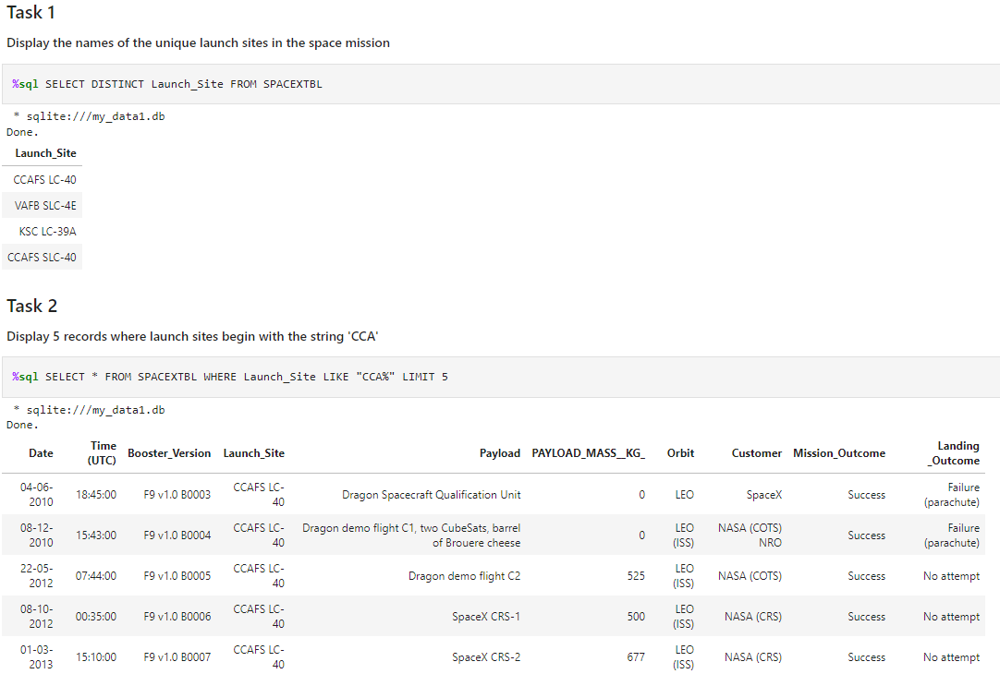 Task 1
Display the names of the unique launch sites in the space mission
%sql SELECT DISTINCT Launch_Site FROM SPACEXTBL
* sqlite:///my_data1.db
Done.
Launch_Site
CCAFS LC-40
VAFB SLC-4E
KSC LC-39A
CCAFS SLC-40
Task 2
Display 5 records where launch sites begin with the string 'CCA'
%sql SELECT * FROM SPACEXTBL WHERE Launch_Site LIKE "CCA%" LIMIT 5
* sqlite:///my_data1.db
Done.
Date Time (UTC) Booster_Version Launch_Site Payload PAYLOAD_MASS__KG_ Orbit Customer Mission_Outcome Landing _Outcome
04-06-2010 18:45:00 F9 v1.0 B0003 CCAFS LC-40 Dragon Spacecraft Qualification Unit 0 LEO SpaceX Success Failure (parachute)
08-12-2010 15:43:00 F9 v1.0 B0004 CCAFS LC-40 Dragon demo flight C1, two CubeSats, barrel of Brouere cheese 0 LEO (ISS) NASA (COTS) NRO Success Failure (parachute)
22-05-2012 07:44:00 F9 v1.0 B0005 CCAFS LC-40 Dragon demo flight C2 525 LEO (ISS) NASA (COTS) Success No attempt
08-10-2012 00:35:00 F9 v1.0 B0006 CCAFS LC-40 SpaceX CRS-1 500 LEO (ISS) NASA (CRS) Success No attempt
01-03-2013 15:10:00 F9 v1.0 B0007 CCAFS LC-40 SpaceX CRS-2 677 LEO (ISS) NASA (CRS) Success No attempt